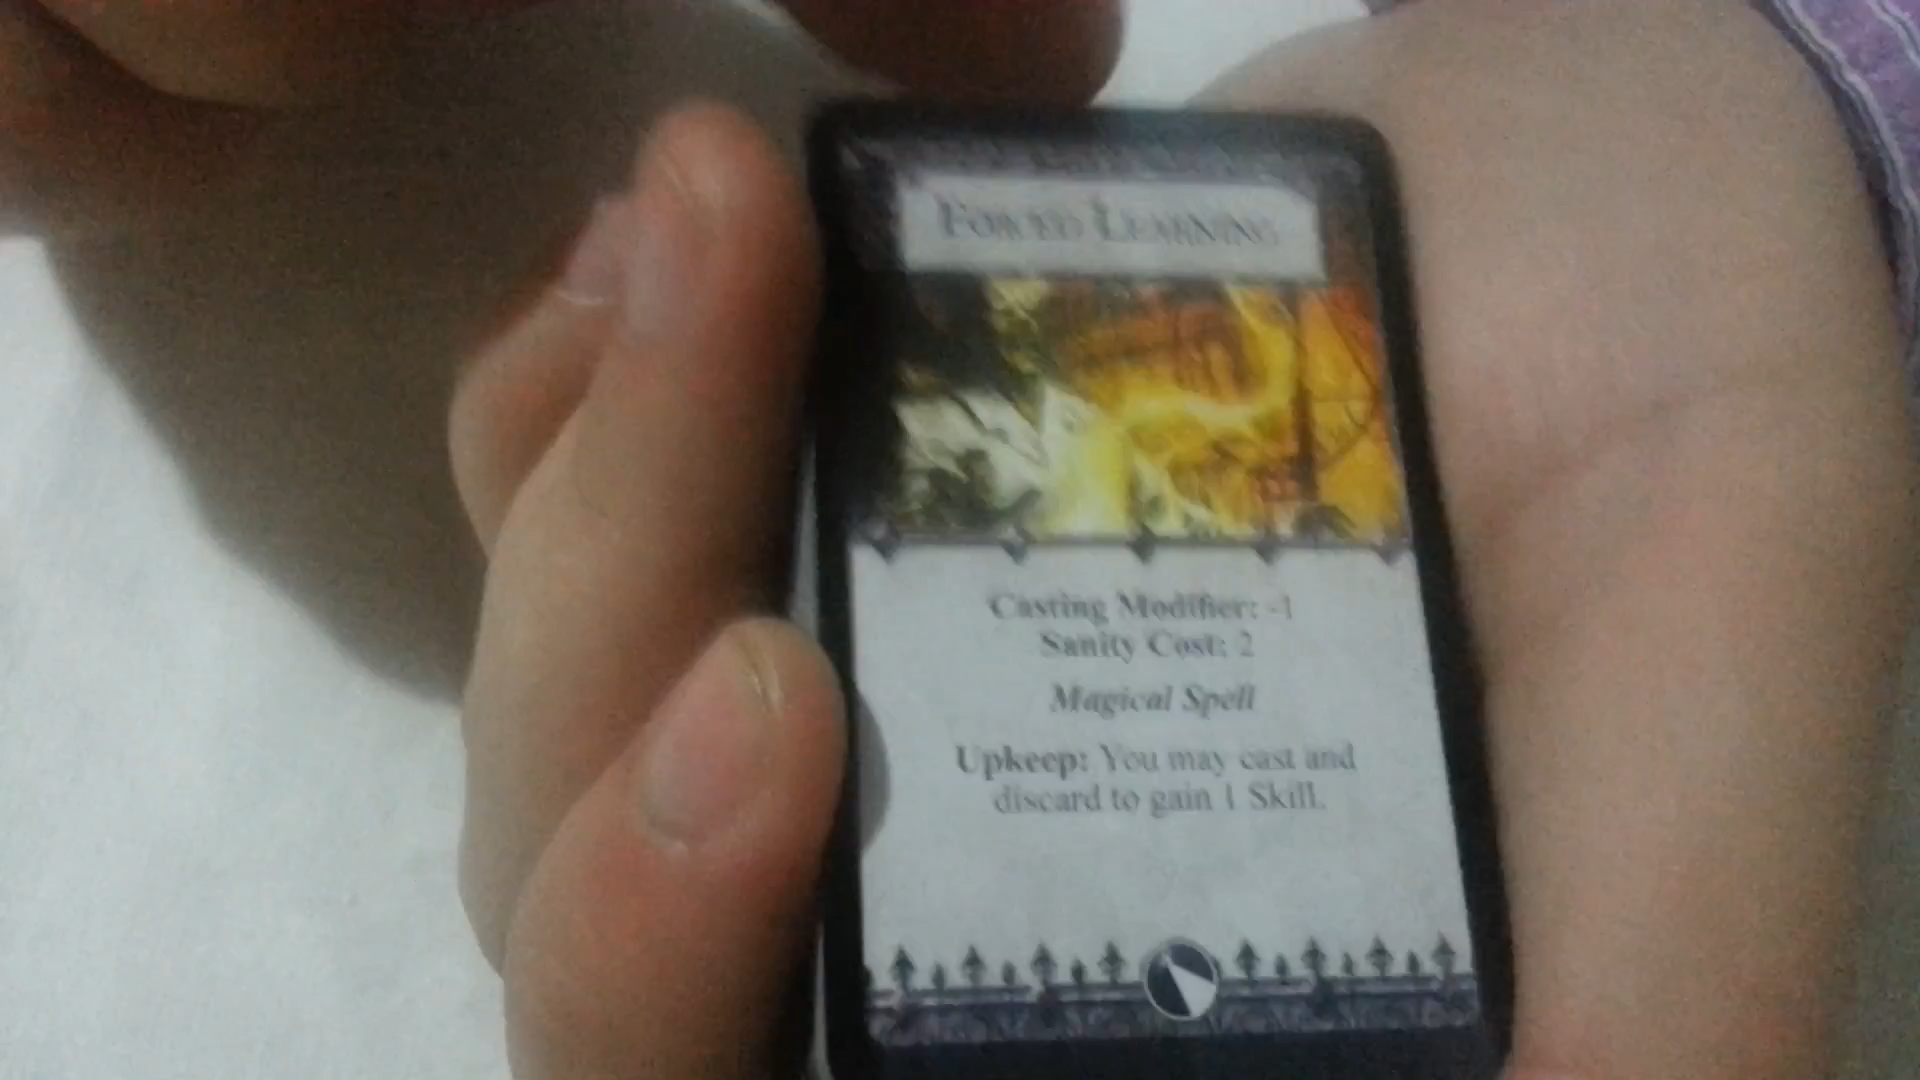 FORCED LEARNING
Casting Modifier: -1
Sanity Cost: 2
Magical Spell
Upkeep: You may cast and
discard to gain 1 Skill.